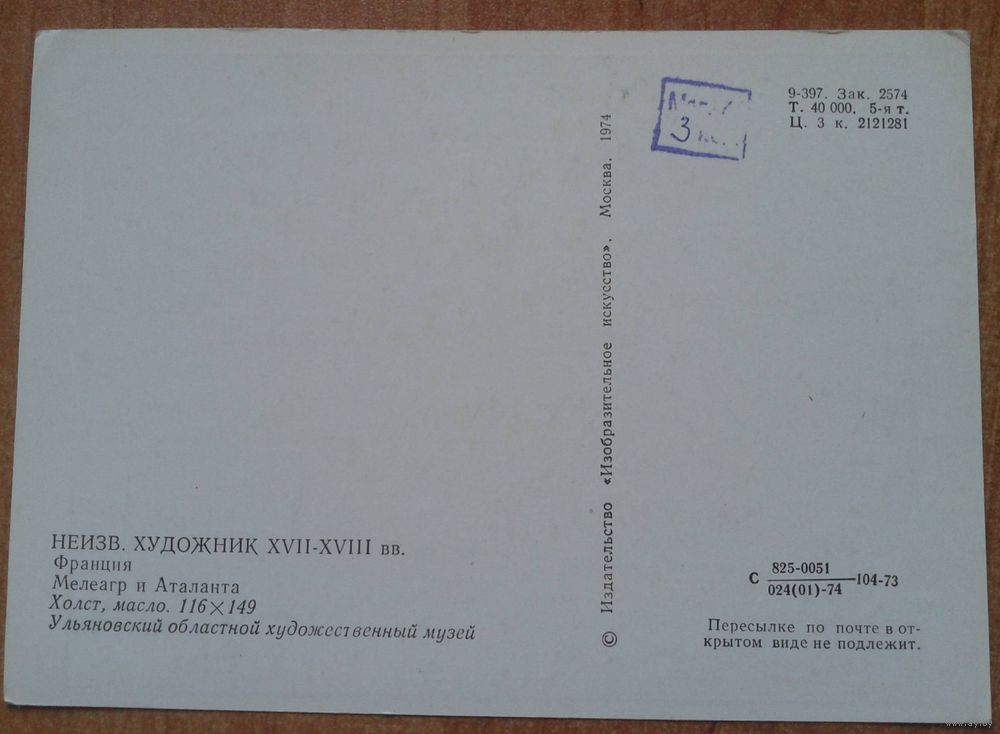 НЕИЗВ. ХУДОЖНИК XVII-XVIII вв.
Франция
Мелеагр и Аталанта
Холст, масло. 116×149
Ульяновский областной художественный музей
© Издательство «Изобразительное искусство». Москва. 1974
3
9-397. Зак. 2574
Т. 40 000. 5-я т.
Ц. 3 к. 2121281
С 825-0051
024(01)-74 —104-73
Пересылке по почте в от-
крытом виде не подлежит.